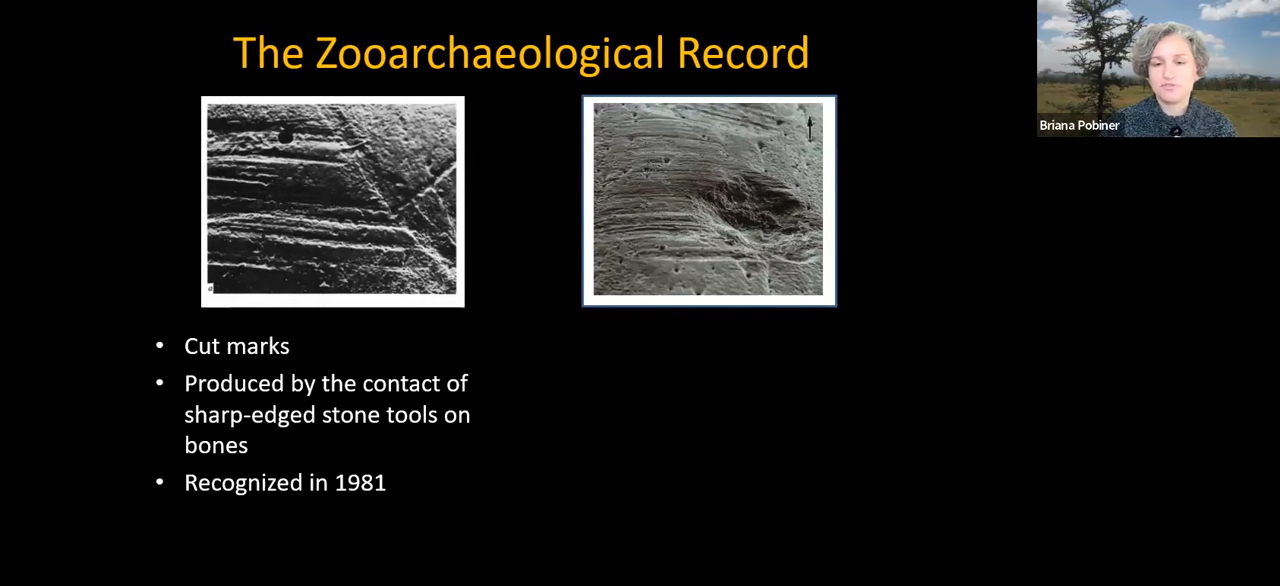 The Zooarchaeological Record
Briana Pobiner
a
• Cut marks
• Produced by the contact of
sharp-edged stone tools on
bones
• Recognized in 1981